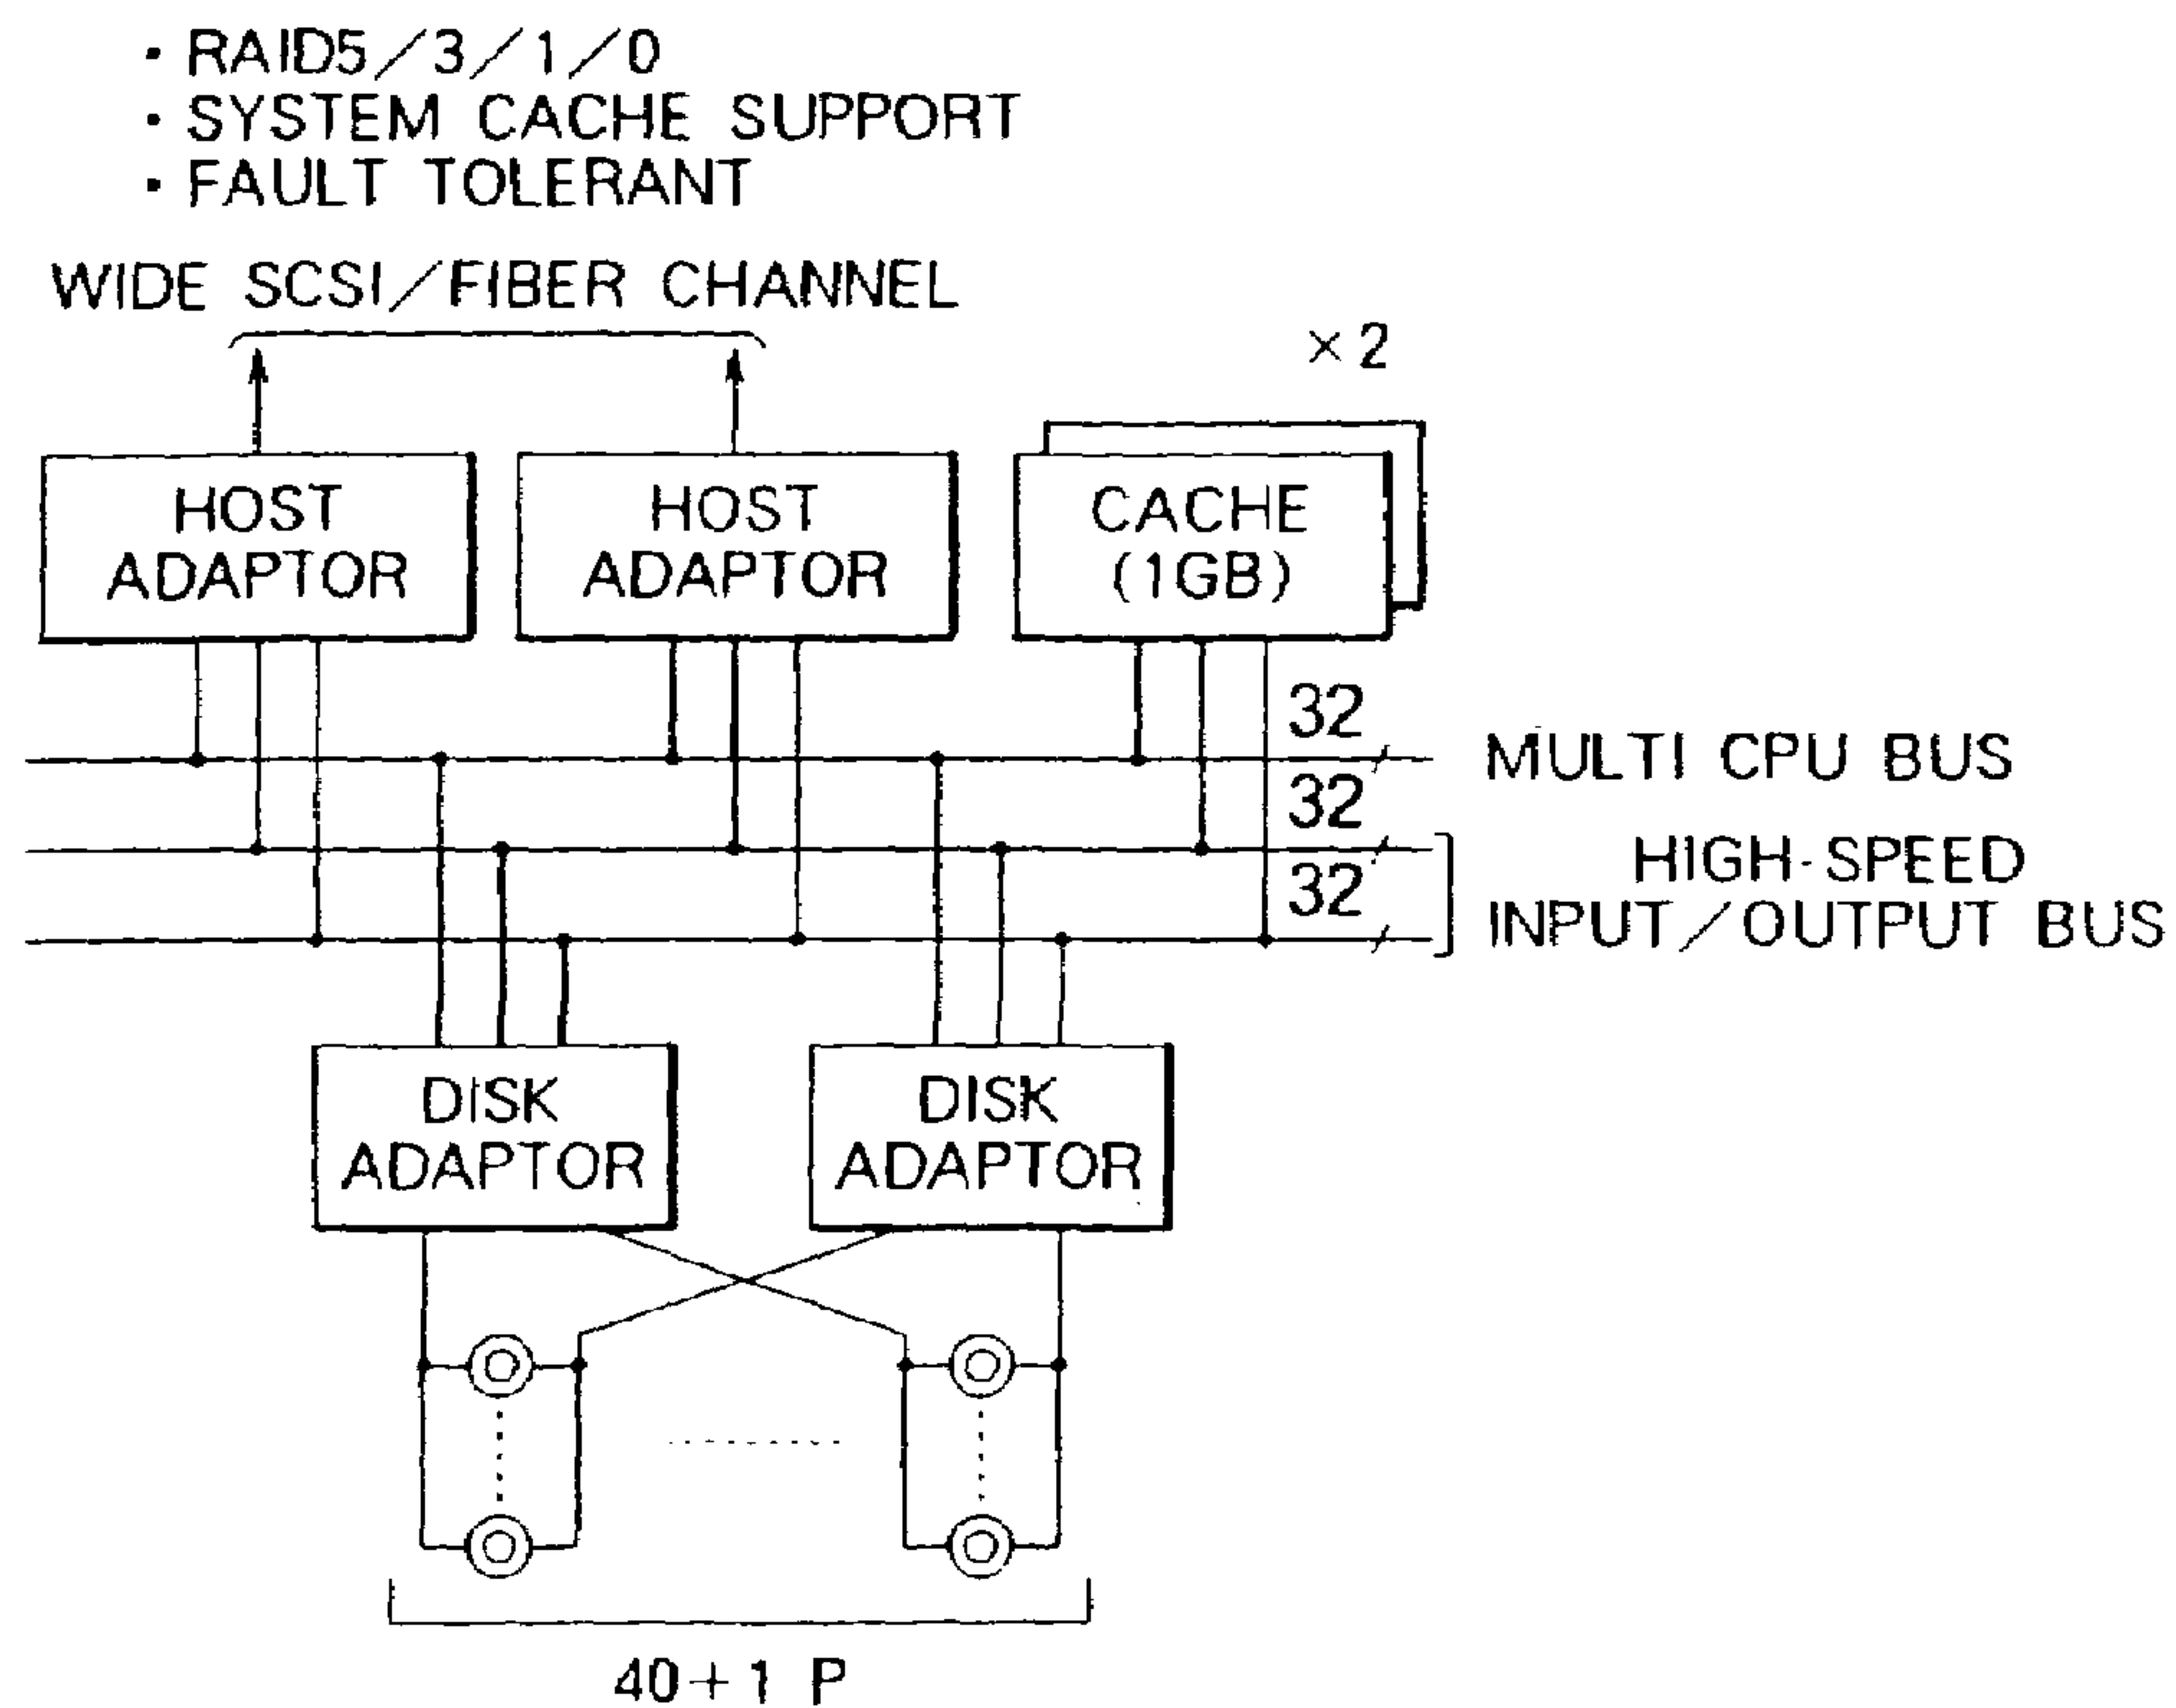 · RAID5/3/1/0
· SYSTEM CACHE SUPPORT
· FAULT TOLERANT
WIDE SCSI/FIBER CHANNEL
×2
HOST
ADAPTOR
HOST
ADAPTOR
CACHE
(1GB)
32
MULTI CPU BUS
32
32
HIGH-SPEED
INPUT/OUTPUT BUS
DISK
ADAPTOR
DISK
ADAPTOR
40+1 P